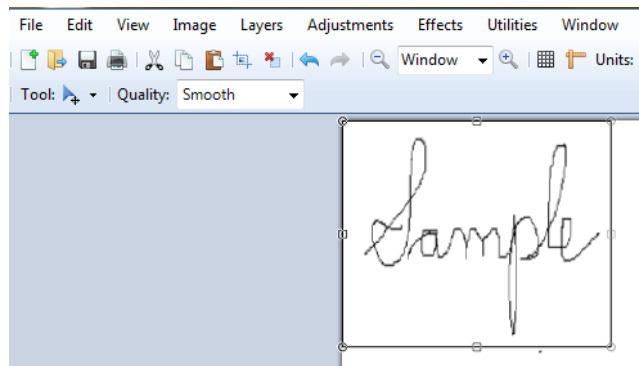 File Edit View Image Layers Adjustments Effects Utilities Window
Window Units:
Tool: Quality: Smooth
Sample